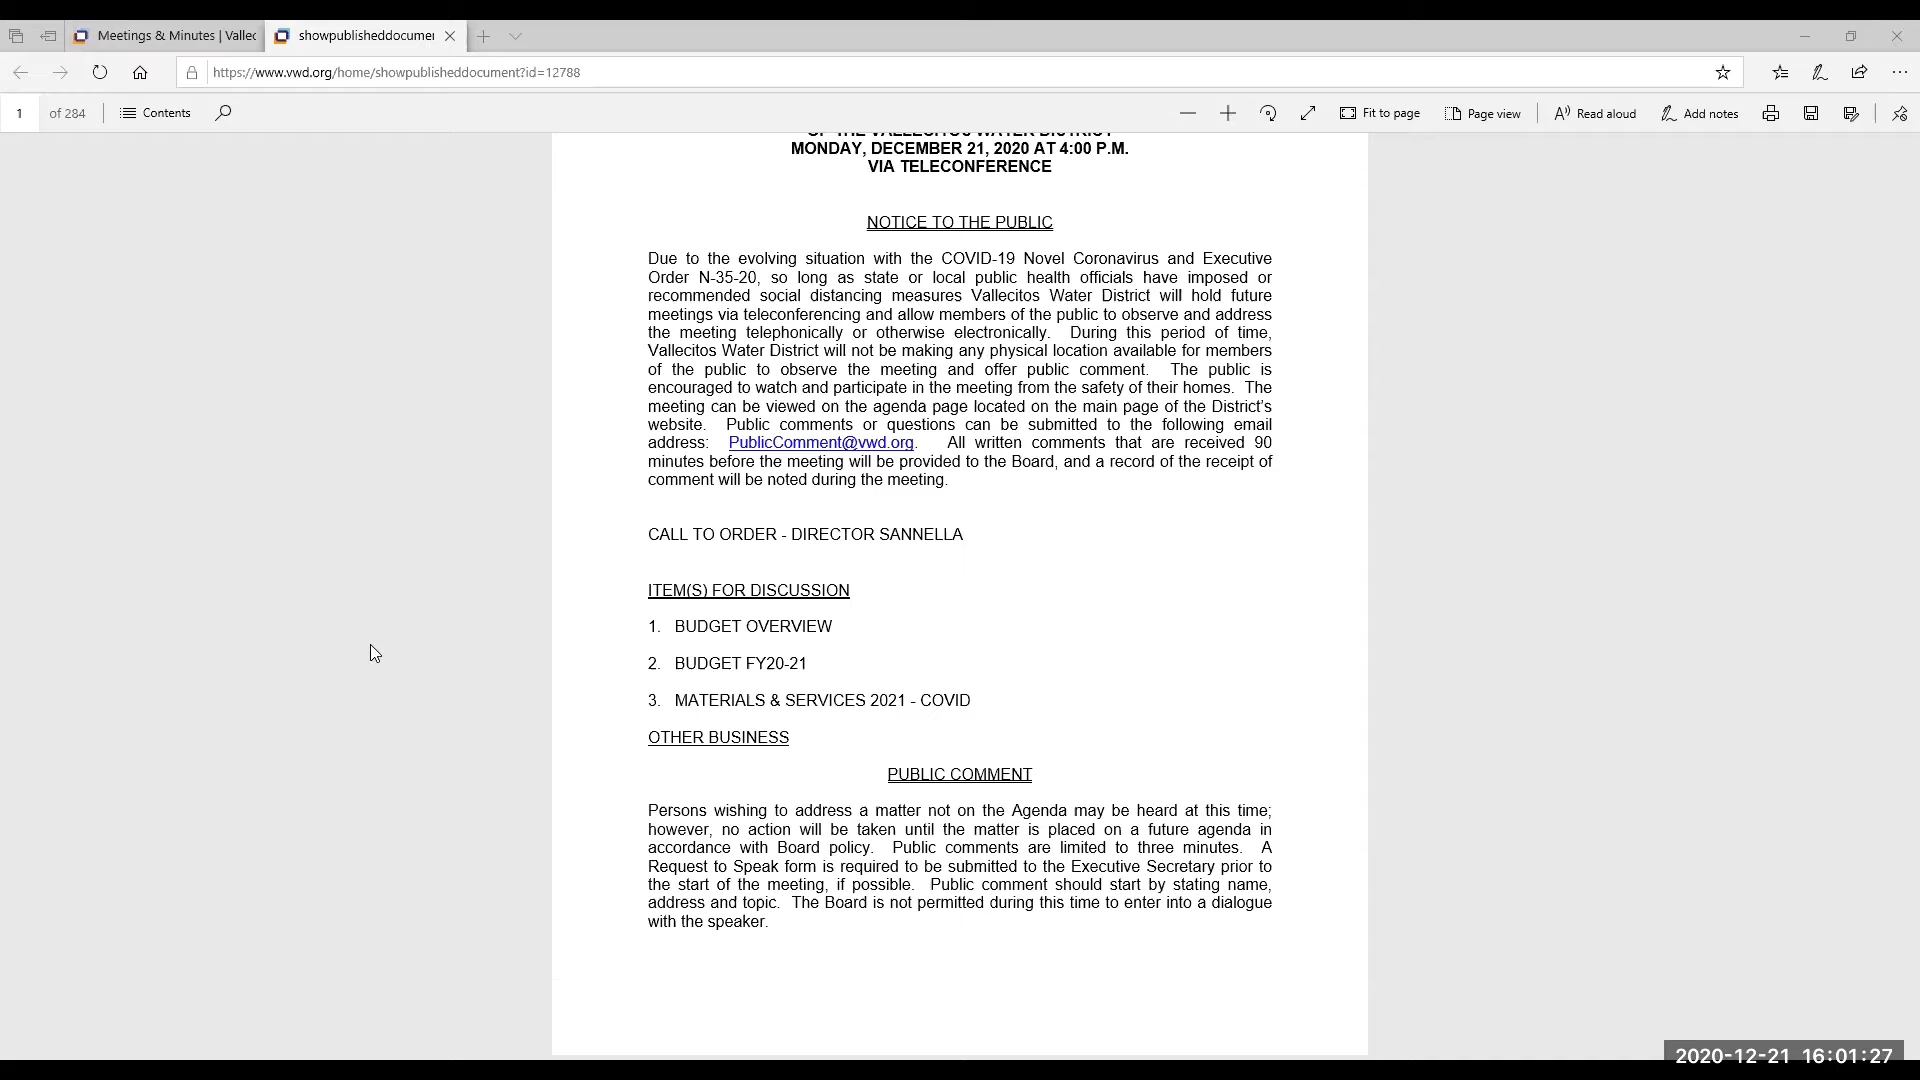 Meetings & Minutes | Vallec
showpublisheddocumen
https://www.vwd.org/home/showpublisheddocument?id=12788
1 of 284 Contents Fit to page Page view Read aloud Add notes
OF THE VALLECITOS WATER DISTRICT
MONDAY, DECEMBER 21, 2020 AT 4:00 P.M.
VIA TELECONFERENCE
NOTICE TO THE PUBLIC
Due to the evolving situation with the COVID-19 Novel Coronavirus and Executive
Order N-35-20, so long as state or local public health officials have imposed or
recommended social distancing measures Vallecitos Water District will hold future
meetings via teleconferencing and allow members of the public to observe and address
the meeting telephonically or otherwise electronically. During this period of time,
Vallecitos Water District will not be making any physical location available for members
of the public to observe the meeting and offer public comment. The public is
encouraged to watch and participate in the meeting from the safety of their homes. The
meeting can be viewed on the agenda page located on the main page of the District's
website. Public comments or questions can be submitted to the following email
address: PublicComment@vwd.org. All written comments that are received 90
minutes before the meeting will be provided to the Board, and a record of the receipt of
comment will be noted during the meeting.
CALL TO ORDER - DIRECTOR SANNELLA
ITEM(S) FOR DISCUSSION
1. BUDGET OVERVIEW
2. BUDGET FY20-21
3. MATERIALS & SERVICES 2021 - COVID
OTHER BUSINESS
PUBLIC COMMENT
Persons wishing to address a matter not on the Agenda may be heard at this time;
however, no action will be taken until the matter is placed on a future agenda in
accordance with Board policy. Public comments are limited to three minutes. A
Request to Speak form is required to be submitted to the Executive Secretary prior to
the start of the meeting, if possible. Public comment should start by stating name,
address and topic. The Board is not permitted during this time to enter into a dialogue
with the speaker.
2020-12-21 16:01:27